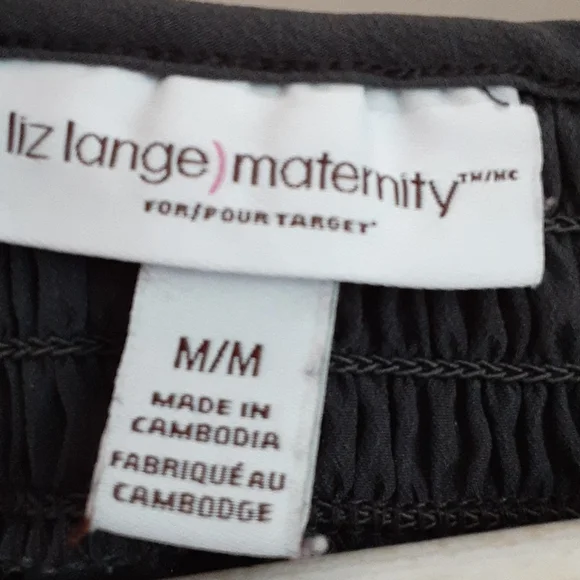 liz lange)maternity™/MC
FOR/POUR TARGET*
M/M
MADE IN
CAMBODIA
FABRIQUÉ AU
CAMBODGE